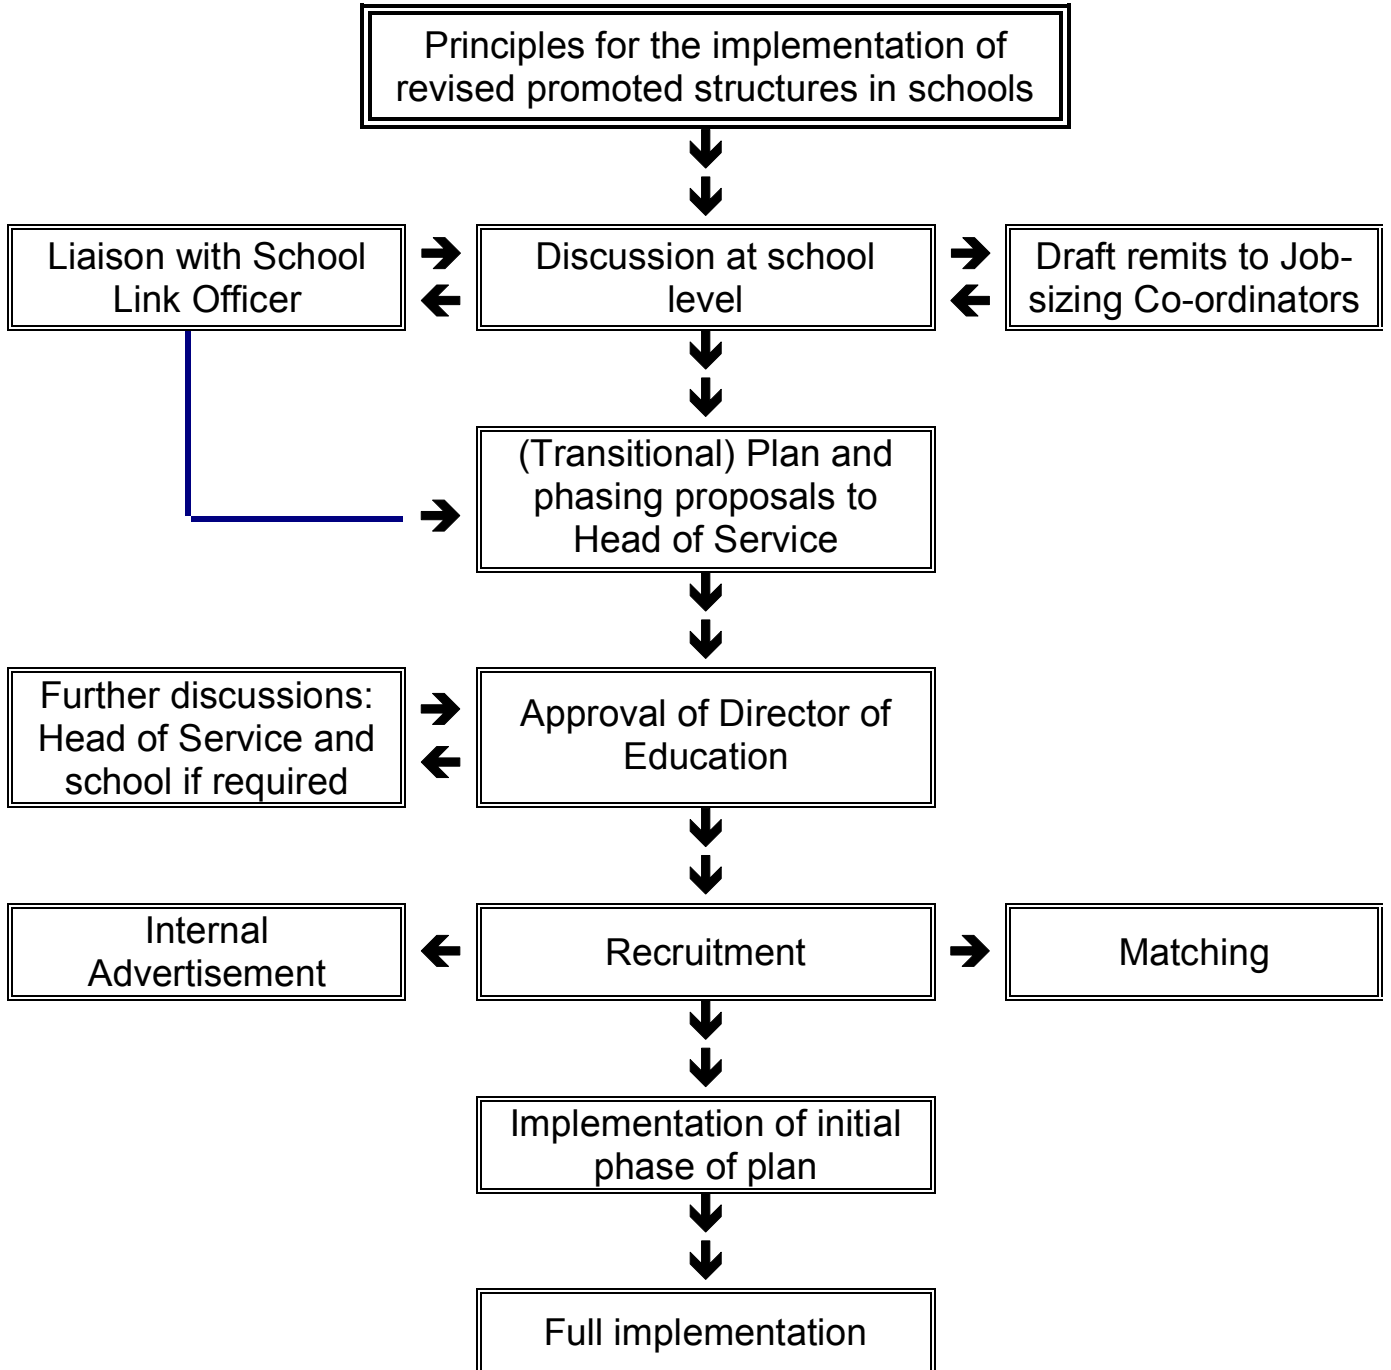 Principles for the implementation of
revised promoted structures in schools
Liaison with School
Link Officer
Discussion at school
level
Draft remits to Job-
sizing Co-ordinators
(Transitional) Plan and
phasing proposals to
Head of Service
Further discussions:
Head of Service and
school if required
Approval of Director of
Education
Internal
Advertisement
Recruitment
Matching
Implementation of initial
phase of plan
Full implementation